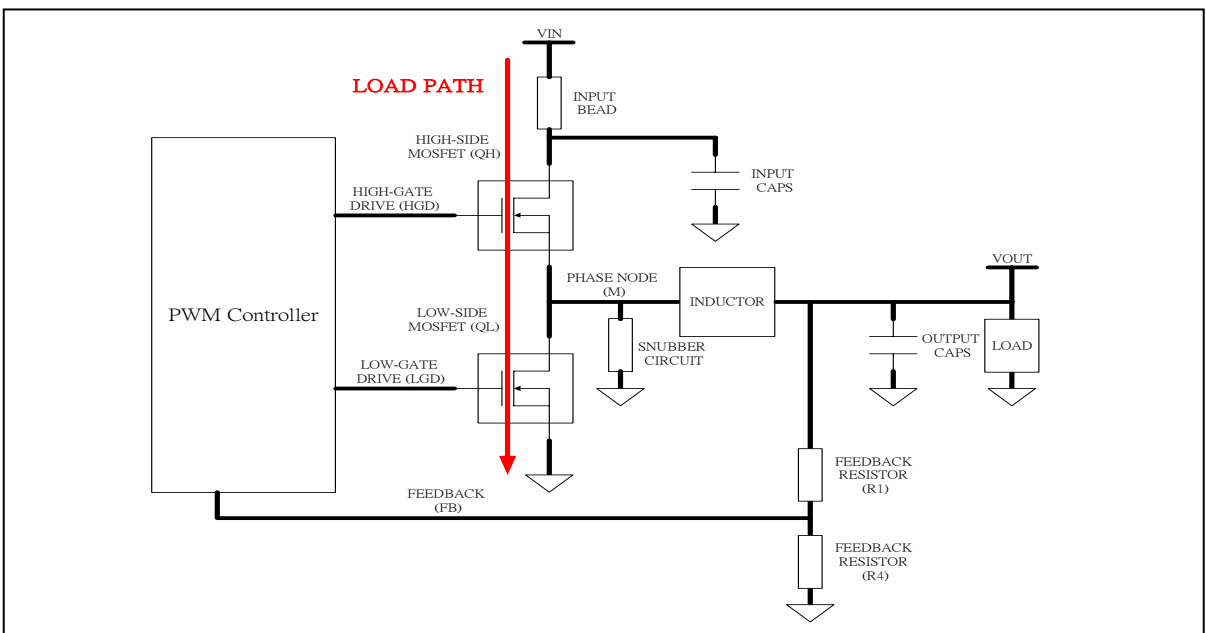 VIN
LOAD PATH
INPUT
BEAD
HIGH-SIDE
MOSFET (QH)
INPUT
CAPS
HIGH-GATE
DRIVE (HGD)
VOUT
PHASE NODE
(M)
INDUCTOR
PWM Controller
LOW-SIDE
MOSFET (QL)
SNUBBER
CIRCUIT
OUTPUT
CAPS
LOAD
LOW-GATE
DRIVE (LGD)
FEEDBACK
RESISTOR
(R1)
FEEDBACK
(FB)
FEEDBACK
RESISTOR
(R4)